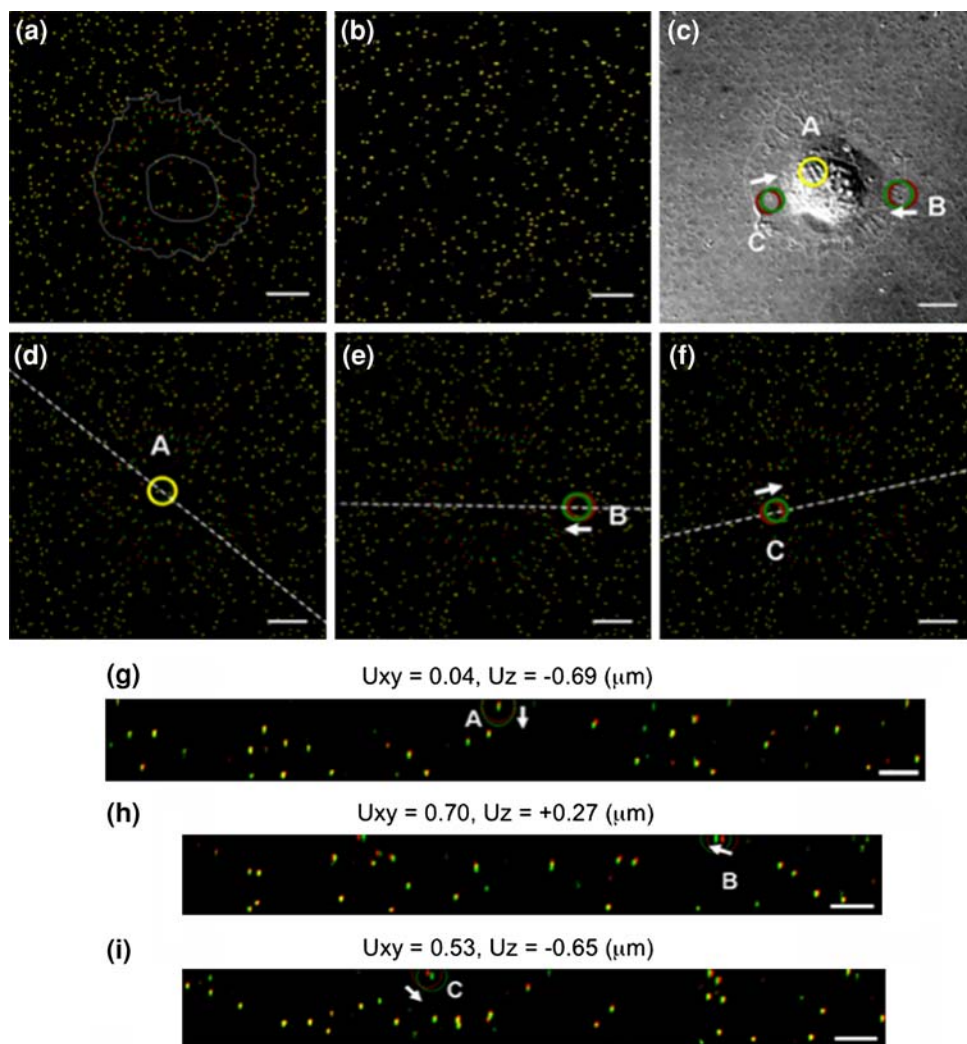 (a)
(b)
(c)
A
B
C
(d)
A
(e)
B
(f)
C
(g)
Uxy = 0.04, Uz = -0.69 (μm)
A
(h)
Uxy = 0.70, Uz = +0.27 (μm)
B
(i)
Uxy = 0.53, Uz = -0.65 (μm)
C